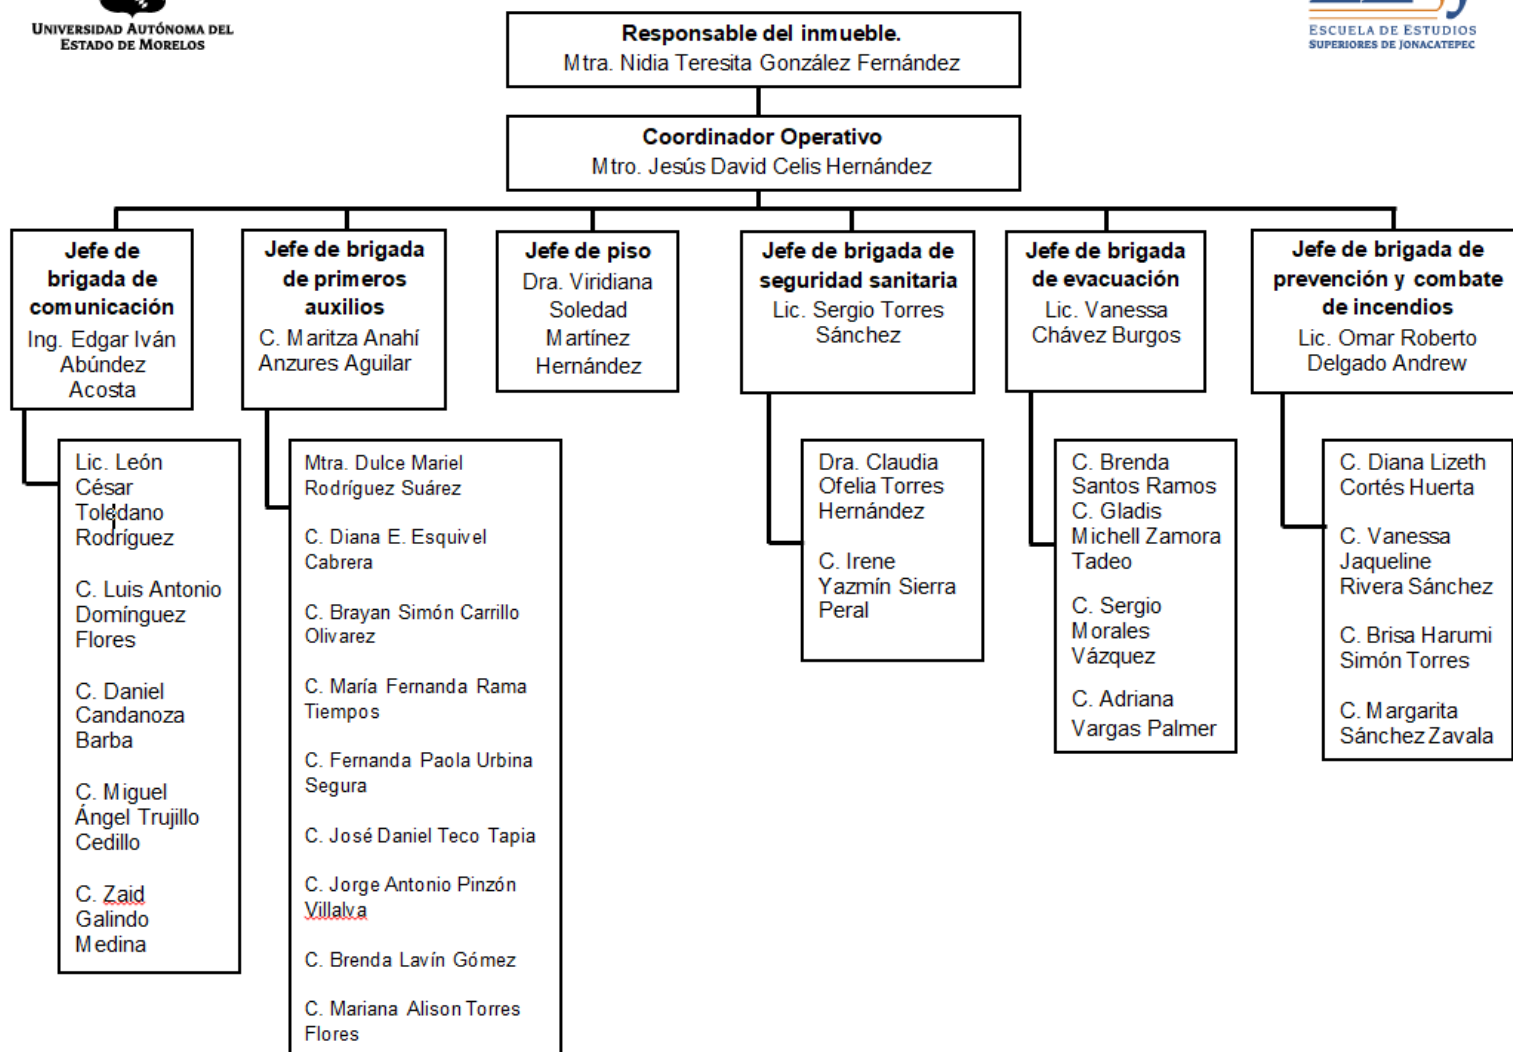 UNIVERSIDAD AUTÓNOMA DEL
ESTADO DE MORELOS
ESCUELA DE ESTUDIOS
SUPERIORES DE JONACATEPEC
Responsable del inmueble.
Mtra. Nidia Teresita González Fernández
Coordinador Operativo
Mtro. Jesús David Celis Hernández
Jefe de
brigada de
comunicación
Ing. Edgar Iván
Abúndez
Acosta
Jefe de brigada
de primeros
auxilios
C. Maritza Anahí
Anzures Aguilar
Jefe de piso
Dra. Viridiana
Soledad
Martínez
Hernández
Jefe de brigada de
seguridad sanitaria
Lic. Sergio Torres
Sánchez
Jefe de brigada
de evacuación
Lic. Vanessa
Chávez Burgos
Jefe de brigada de
prevención y combate
de incendios
Lic. Omar Roberto
Delgado Andrew
Lic. León
César
Toledano
Rodríguez
C. Luis Antonio
Domínguez
Flores
C. Daniel
Candanoza
Barba
C. Miguel
Ángel Trujillo
Cedillo
C. Zaid
Galindo
Medina
Mtra. Dulce Mariel
Rodríguez Suárez
C. Diana E. Esquivel
Cabrera
C. Brayan Simón Carrillo
Olivarez
C. María Fernanda Rama
Tiempos
C. Fernanda Paola Urbina
Segura
C. José Daniel Teco Tapia
C. Jorge Antonio Pinzón
Villalva
C. Brenda Lavín Gómez
C. Mariana Alison Torres
Flores
Dra. Claudia
Ofelia Torres
Hernández
C. Irene
Yazmín Sierra
Peral
C. Brenda
Santos Ramos
C. Gladis
Michell Zamora
Tadeo
C. Sergio
Morales
Vázquez
C. Adriana
Vargas Palmer
C. Diana Lizeth
Cortés Huerta
C. Vanessa
Jaqueline
Rivera Sánchez
C. Brisa Harumi
Simón Torres
C. Margarita
Sánchez Zavala